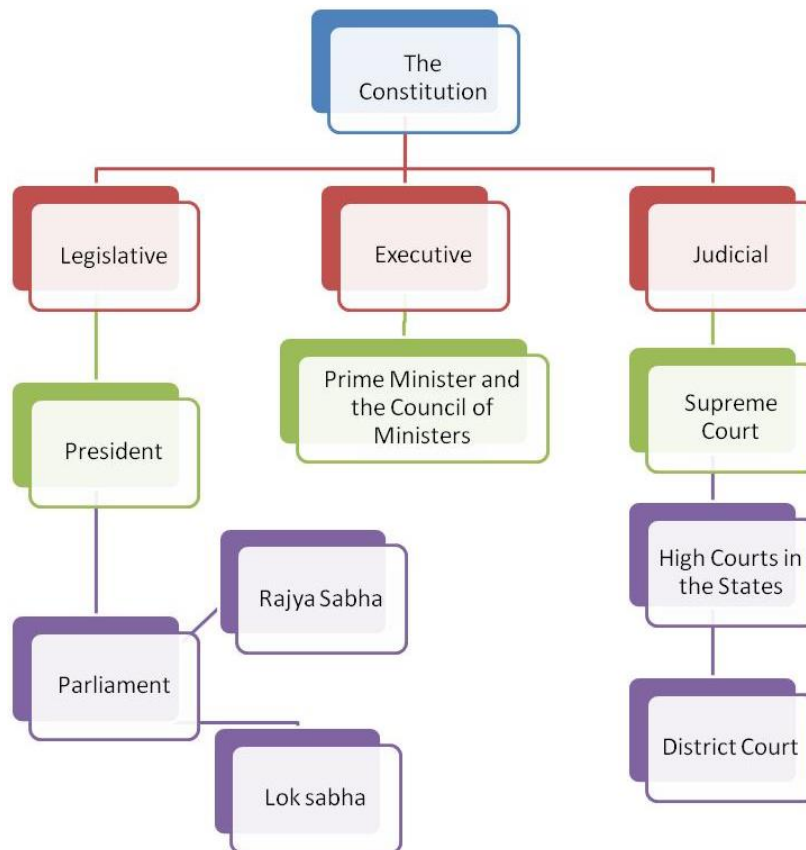 The
Constitution
Legislative
Executive
Judicial
President
Prime Minister and
the Council of
Ministers
Supreme
Court
Parliament
Rajya Sabha
Lok sabha
High Courts in
the States
District Court